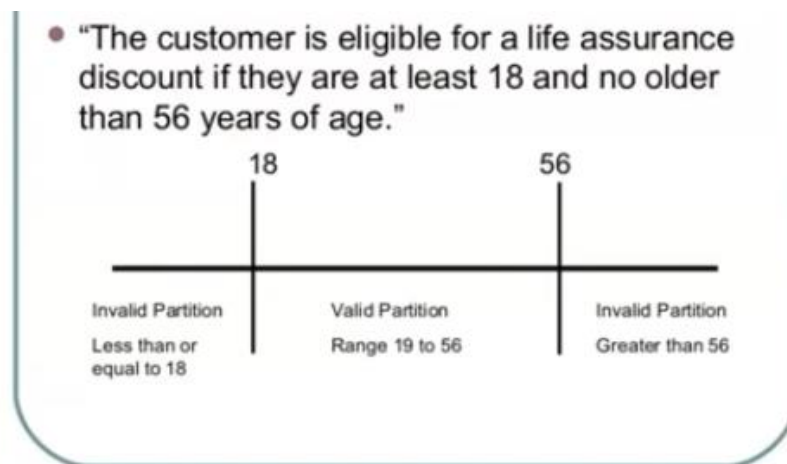 • “The customer is eligible for a life assurance
discount if they are at least 18 and no older
than 56 years of age.”
18 56
Invalid Partition Valid Partition Invalid Partition
Less than or Range 19 to 56 Greater than 56
equal to 18